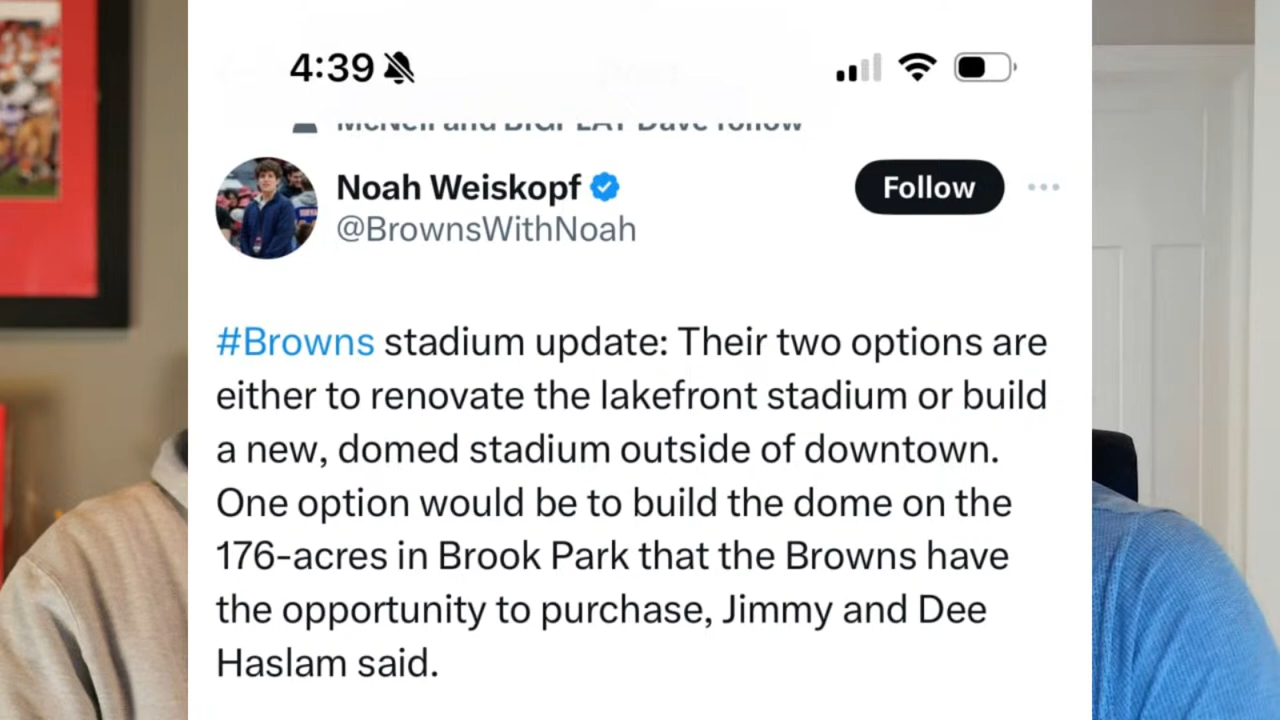 4:39
Noah Weiskopf
@BrownsWithNoah
Follow
#Browns stadium update: Their two options are
either to renovate the lakefront stadium or build
a new, domed stadium outside of downtown.
One option would be to build the dome on the
176-acres in Brook Park that the Browns have
the opportunity to purchase, Jimmy and Dee
Haslam said.